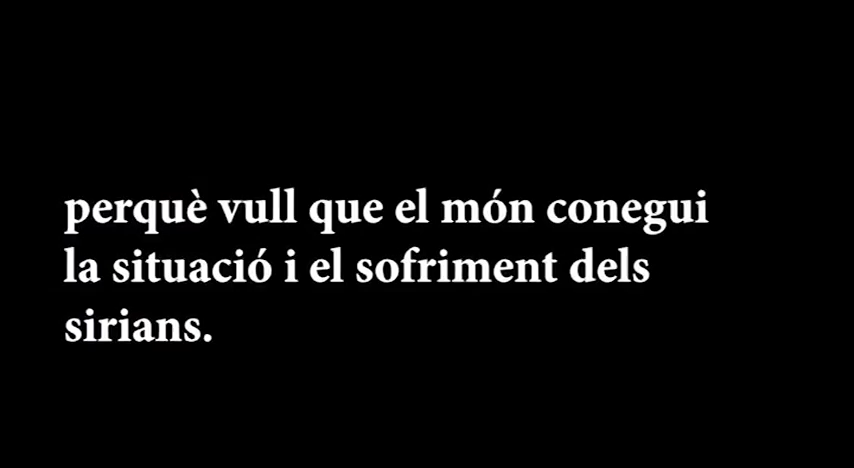 perquè vull que el món conegui
la situació i el sofriment dels
sirians.